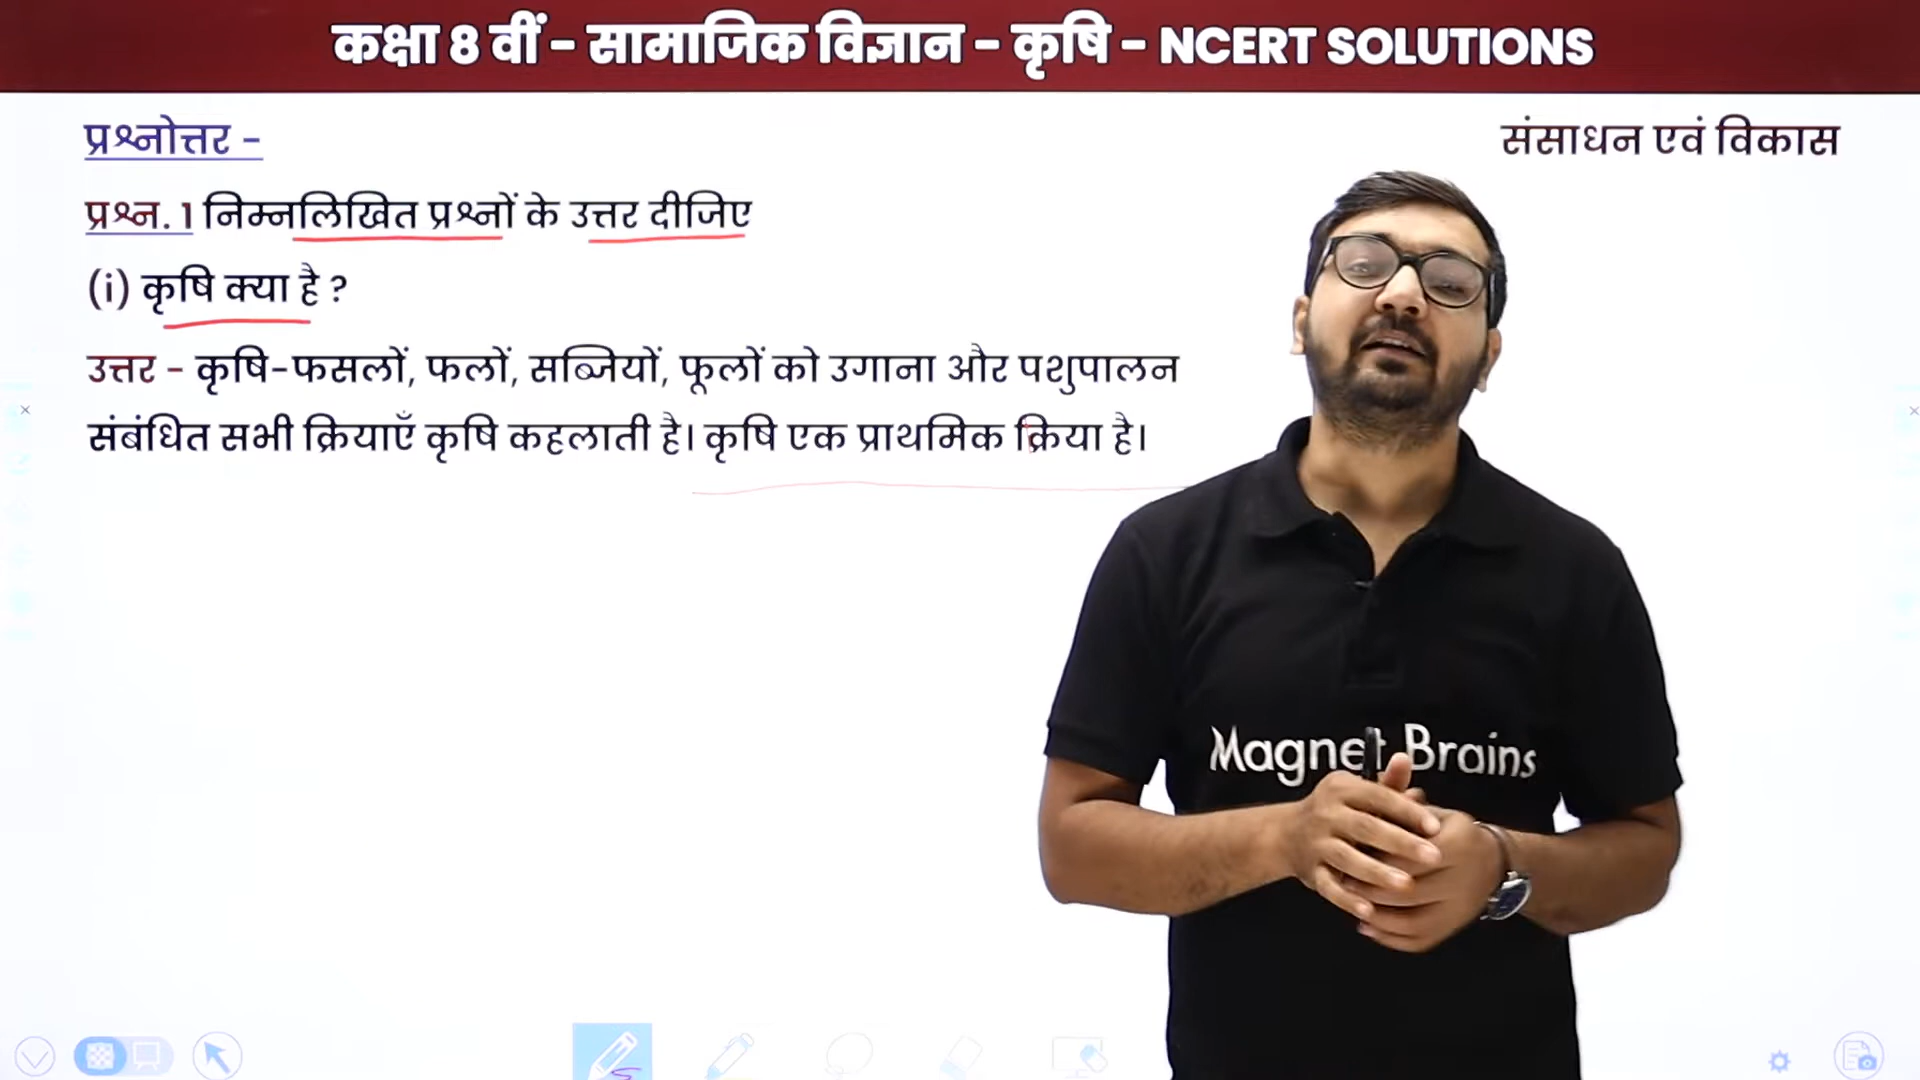 कक्षा 8 वीं - सामाजिक विज्ञान - कृषि - NCERT SOLUTIONS
प्रश्नोत्तर -
संसाधन एवं विकास
प्रश्न. 1 निम्नलिखित प्रश्नों के उत्तर दीजिए
(i) कृषि क्या है ?
उत्तर - कृषि-फसलों, फलों, सब्जियों, फूलों को उगाना और पशुपालन
संबंधित सभी क्रियाएँ कृषि कहलाती है। कृषि एक प्राथमिक क्रिया है।
Magnet Brains